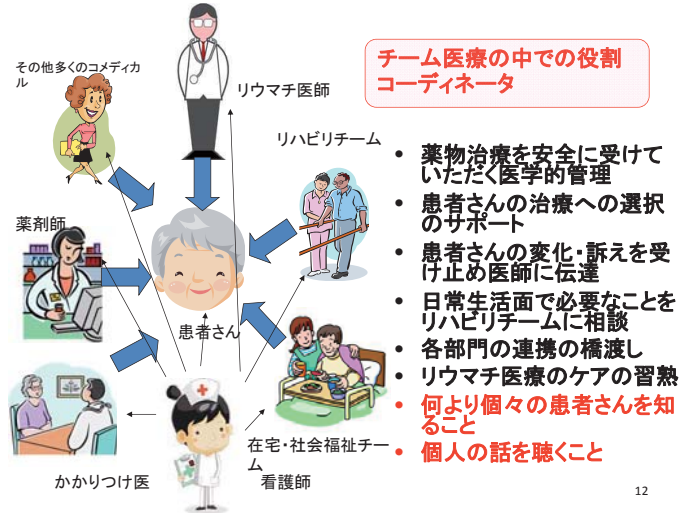 その他多くのコメディカ
ル
リウマチ医師
チーム医療の中での役割
コーディネータ
リハビリチーム
薬剤師
患者さん
かかりつけ医
在宅・社会福祉チー
ム
看護師
• 薬物治療を安全に受けて
いただく医学的管理
• 患者さんの治療への選択
のサポート
• 患者さんの変化・訴えを受
け止め医師に伝達
• 日常生活面で必要なことを
リハビリチームに相談
• 各部門の連携の橋渡し
• リウマチ医療のケアの習熟
• 何より個々の患者さんを知
ること
• 個人の話を聴くこと
12